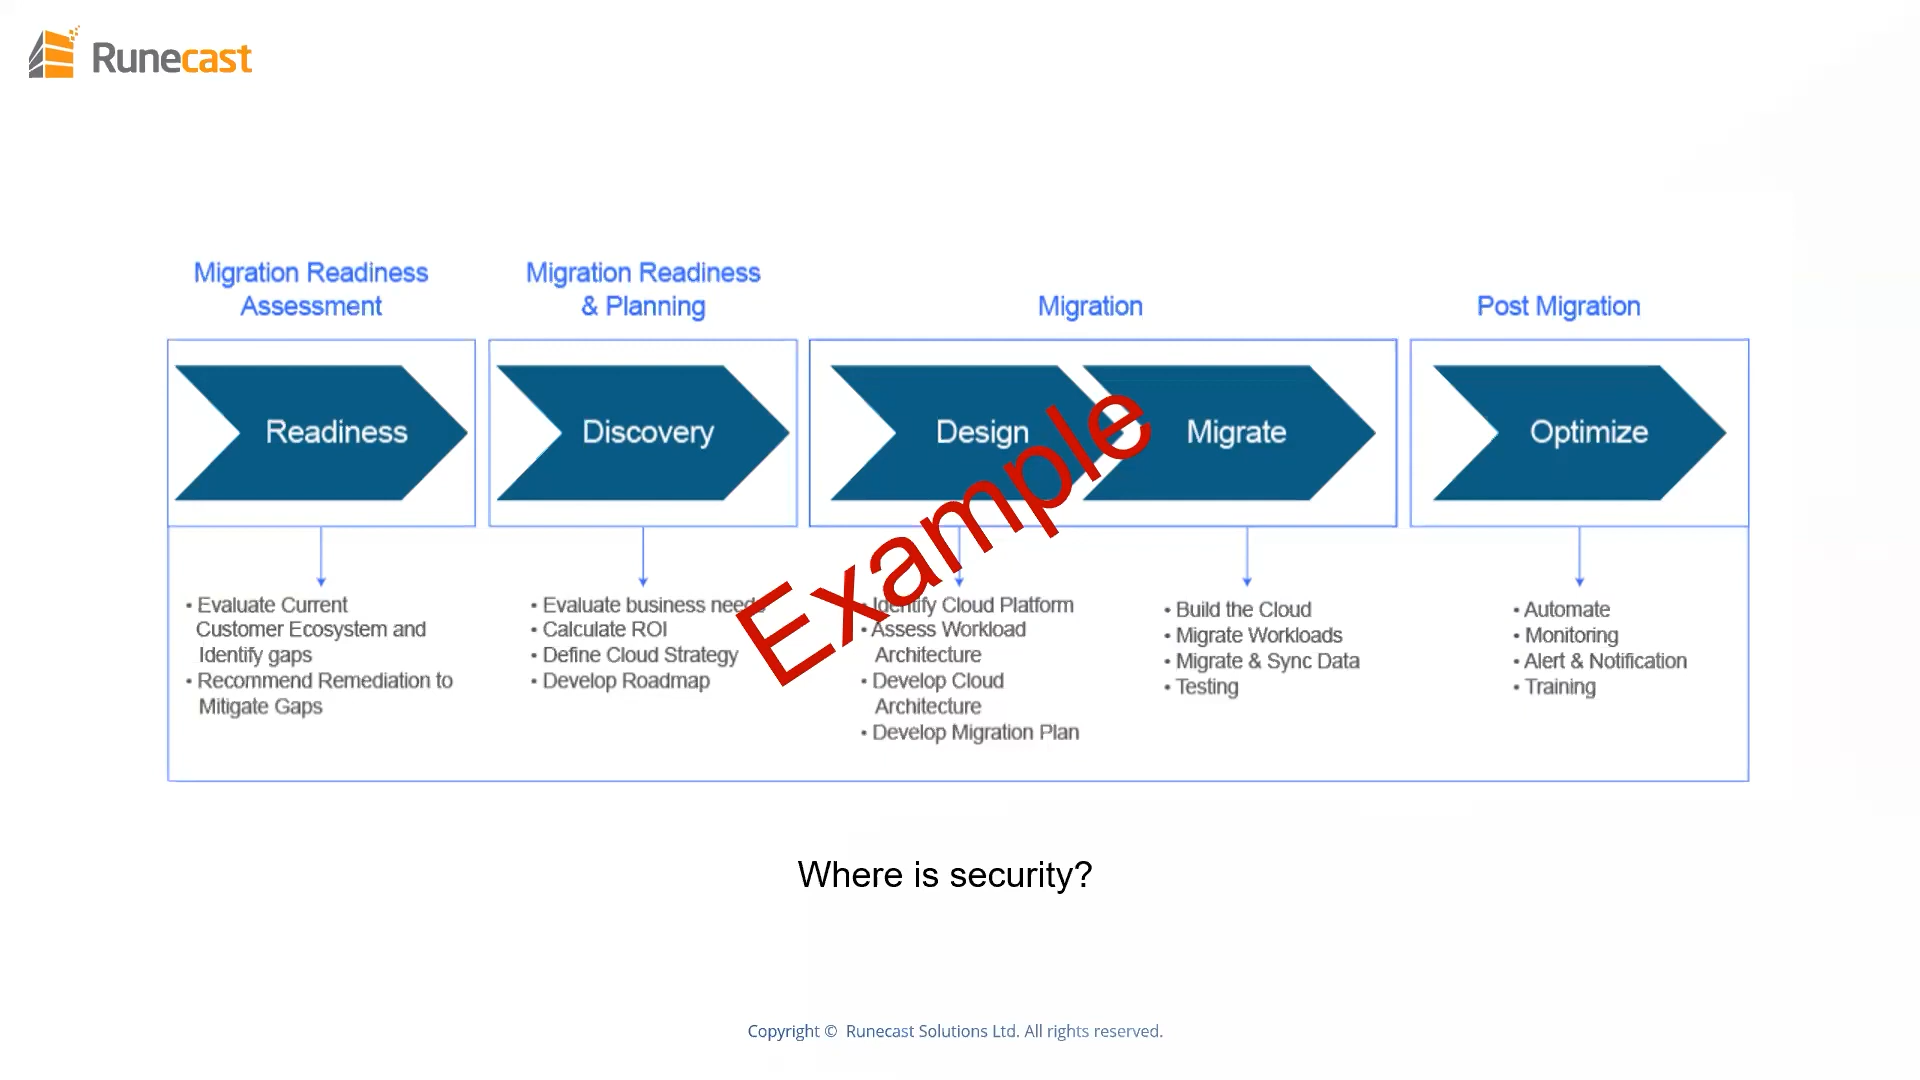 Runecast
Migration Readiness
Assessment
Migration Readiness
& Planning
Migration
Post Migration
Readiness
Discovery
Design
Migrate
Optimize
Example
• Evaluate Current
Customer Ecosystem and
Identify gaps
• Recommend Remediation to
Mitigate Gaps
• Evaluate business needs
• Calculate ROI
• Define Cloud Strategy
• Develop Roadmap
• Identify Cloud Platform
• Assess Workload
Architecture
• Develop Cloud
Architecture
• Develop Migration Plan
• Build the Cloud
• Migrate Workloads
• Migrate & Sync Data
• Testing
• Automate
• Monitoring
• Alert & Notification
• Training
Where is security?
Copyright © Runecast Solutions Ltd. All rights reserved.